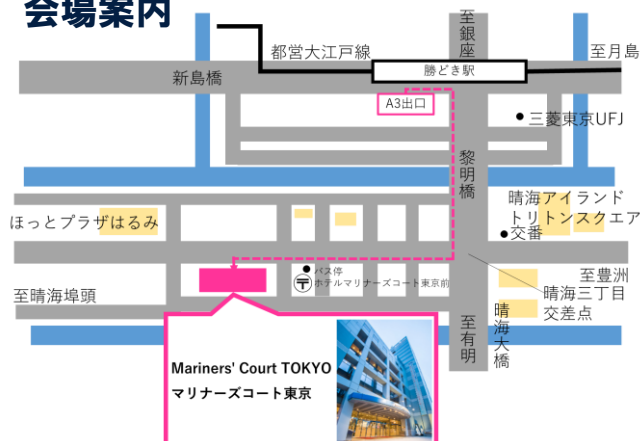 会場案内
都営大江戸線
至銀座
至月島
新島橋
勝どき駅
A3出口
三菱東京UFJ
黎明橋
晴海アイランド
トリトンスクエア
ほっとプラザはるみ
交番
バス停
ホテルマリナーズコート東京前
至豊洲
至晴海埠頭
晴海三丁目
交差点
至有明
晴海大橋
Mariners' Court TOKYO
マリナーズコート東京